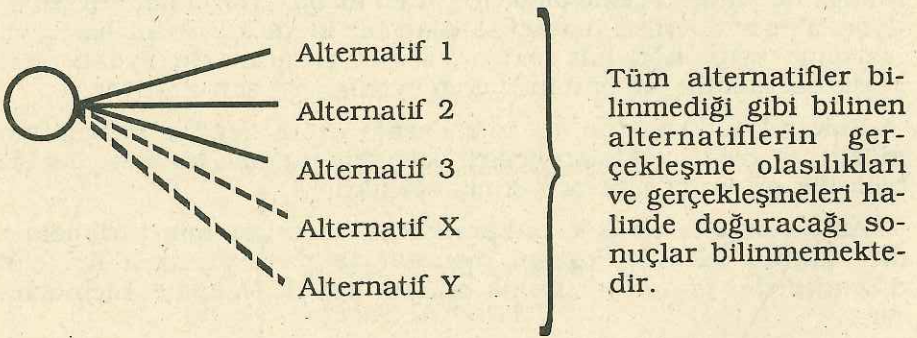 Alternatif 1
Alternatif 2
Alternatif 3
Alternatif X
Alternatif Y
Tüm alternatifler bi-
linmediği gibi bilinen
alternatiflerin ger-
çekleşme olasılıkları
ve gerçekleşmeleri ha-
linde doğuracağı so-
nuçlar bilinmemekte-
dir.